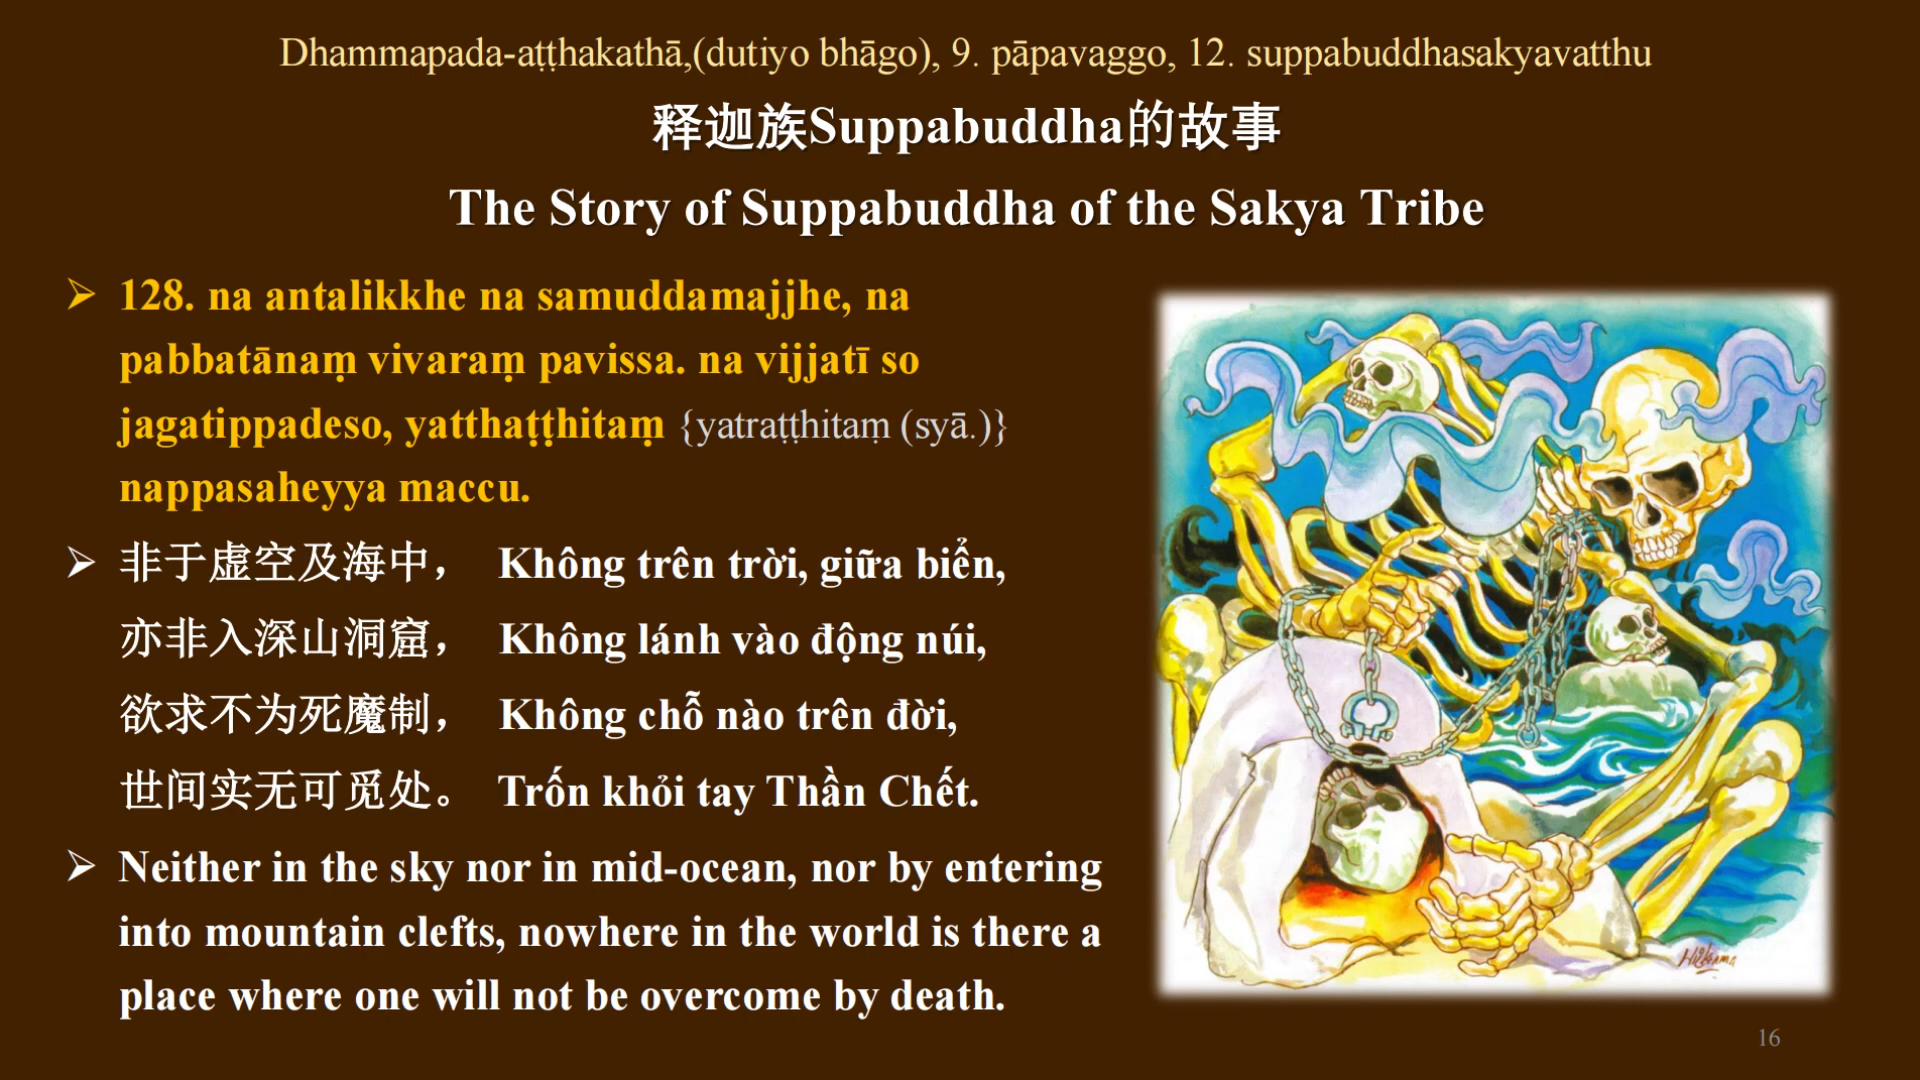 Dhammapada-aṭṭhakathā,(dutiyo bhāgo), 9. pāpavaggo, 12. suppabuddhasakyavatthu
释迦族Suppabuddha的故事
The Story of Suppabuddha of the Sakya Tribe
➢ 128. na antalikkhe na samuddamajjhe, na
pabbatānaṃ vivaraṃ pavissa. na vijjatī so
jagatippadeso, yatthaṭṭhitaṃ {yatraṭṭhitaṃ (syā.)}
nappasaheyya maccu.
➢ 非于虚空及海中， Không trên trời, giữa biển,
亦非入深山洞窟， Không lánh vào động núi,
欲求不为死魔制， Không chỗ nào trên đời,
世间实无可觅处。 Trốn khỏi tay Thần Chết.
➢ Neither in the sky nor in mid-ocean, nor by entering
into mountain clefts, nowhere in the world is there a
place where one will not be overcome by death.
16